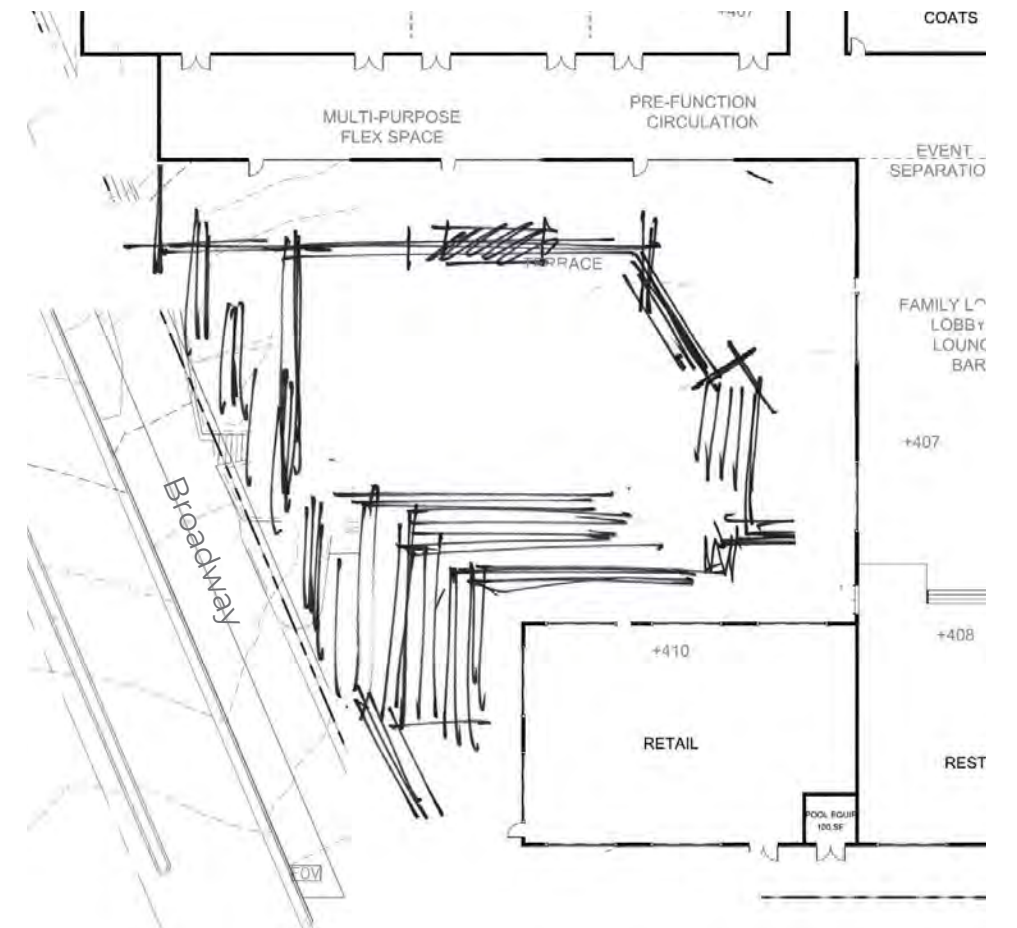 COATS
MULTI-PURPOSE
FLEX SPACE
PRE-FUNCTION
CIRCULATION
EVENT
SEPARATIO
TERRACE
FAMILY
LOBBY
LOUNG
BAR
+407
Broadway
+408
+410
RETAIL
REST
POOL EQUIP
100 SF